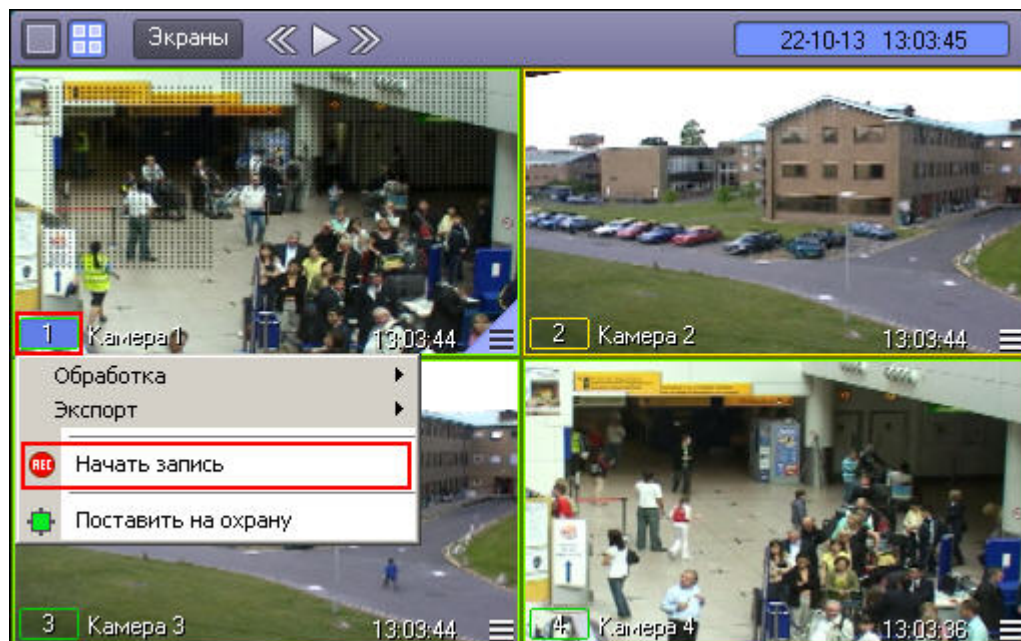 Экраны
22-10-13 13:03:45
1 Камера 1 13:03:44
2 Камера 2 13:03:44
Обработка
Экспорт
REC Начать запись
Поставить на охрану
3 Камера 3 13:03:44
4 Камера 4 13:03:36